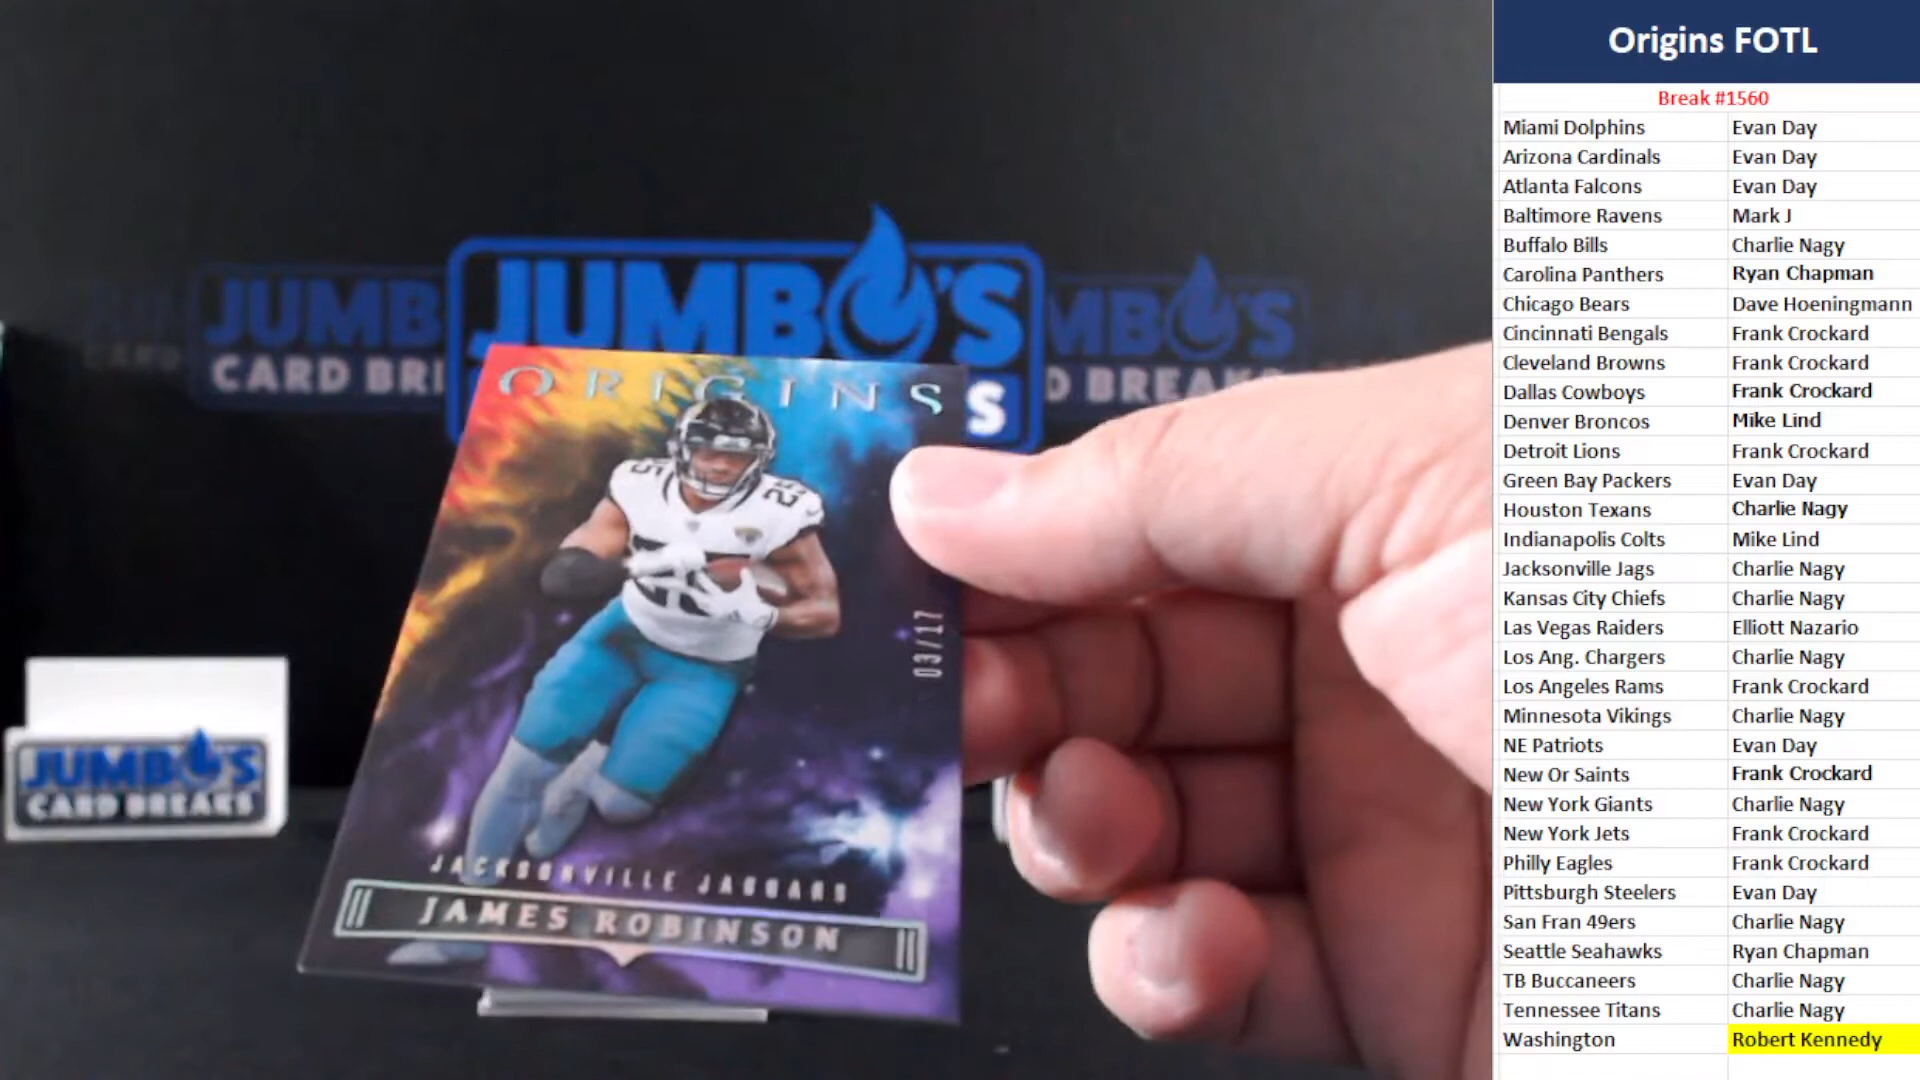 JUMBO'S
JUMB
CARD BR
MBO'S
D BREAKS
S
ORIGINS
25
25
03/17
JACKSONVILLE JAGUARS
JAMES ROBINSON
JUMBO'S
CARD BREAKS
Origins FOTL
Break #1560
Miami Dolphins Evan Day
Arizona Cardinals Evan Day
Atlanta Falcons Evan Day
Baltimore Ravens Mark J
Buffalo Bills Charlie Nagy
Carolina Panthers Ryan Chapman
Chicago Bears Dave Hoeningmann
Cincinnati Bengals Frank Crockard
Cleveland Browns Frank Crockard
Dallas Cowboys Frank Crockard
Denver Broncos Mike Lind
Detroit Lions Frank Crockard
Green Bay Packers Evan Day
Houston Texans Charlie Nagy
Indianapolis Colts Mike Lind
Jacksonville Jags Charlie Nagy
Kansas City Chiefs Charlie Nagy
Las Vegas Raiders Elliott Nazario
Los Ang. Chargers Charlie Nagy
Los Angeles Rams Frank Crockard
Minnesota Vikings Charlie Nagy
NE Patriots Evan Day
New Or Saints Frank Crockard
New York Giants Charlie Nagy
New York Jets Frank Crockard
Philly Eagles Frank Crockard
Pittsburgh Steelers Evan Day
San Fran 49ers Charlie Nagy
Seattle Seahawks Ryan Chapman
TB Buccaneers Charlie Nagy
Tennessee Titans Charlie Nagy
Washington Robert Kennedy